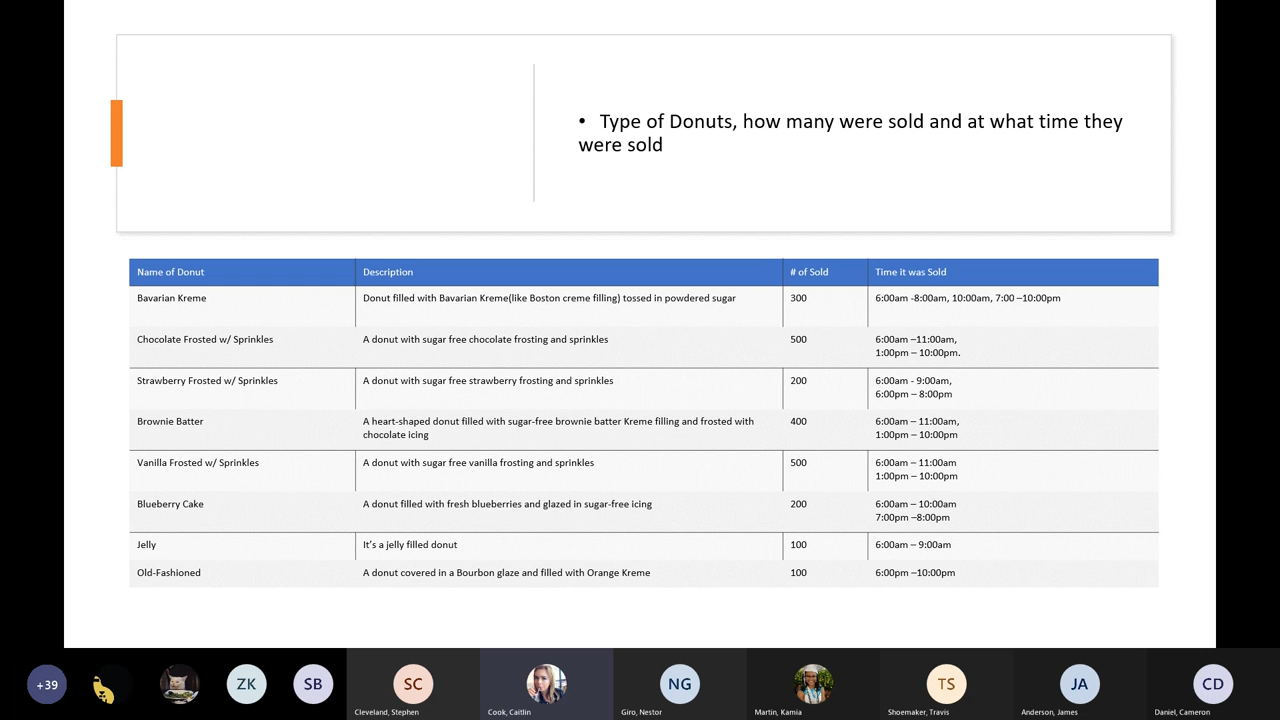 • Type of Donuts, how many were sold and at what time they
were sold
Name of Donut Description # of Sold Time it was Sold
Bavarian Kreme Donut filled with Bavarian Kreme(like Boston creme filling) tossed in powdered sugar 300 6:00am -8:00am, 10:00am, 7:00 –10:00pm
Chocolate Frosted w/ Sprinkles A donut with sugar free chocolate frosting and sprinkles 500 6:00am –11:00am,
1:00pm – 10:00pm.
Strawberry Frosted w/ Sprinkles A donut with sugar free strawberry frosting and sprinkles 200 6:00am - 9:00am,
6:00pm – 8:00pm
Brownie Batter A heart-shaped donut filled with sugar-free brownie batter Kreme filling and frosted with 400 6:00am – 11:00am,
chocolate icing 1:00pm – 10:00pm
Vanilla Frosted w/ Sprinkles A donut with sugar free vanilla frosting and sprinkles 500 6:00am – 11:00am
1:00pm – 10:00pm
Blueberry Cake A donut filled with fresh blueberries and glazed in sugar-free icing 200 6:00am – 10:00am
7:00pm –8:00pm
Jelly It's a jelly filled donut 100 6:00am – 9:00am
Old-Fashioned A donut covered in a Bourbon glaze and filled with Orange Kreme 100 6:00pm –10:00pm
+39 ZK SB SC NG TS JA CD
Cleveland, Stephen Cook, Caitlin Giro, Nestor Martin, Kamia Shoemaker, Travis Anderson, James Daniel, Cameron